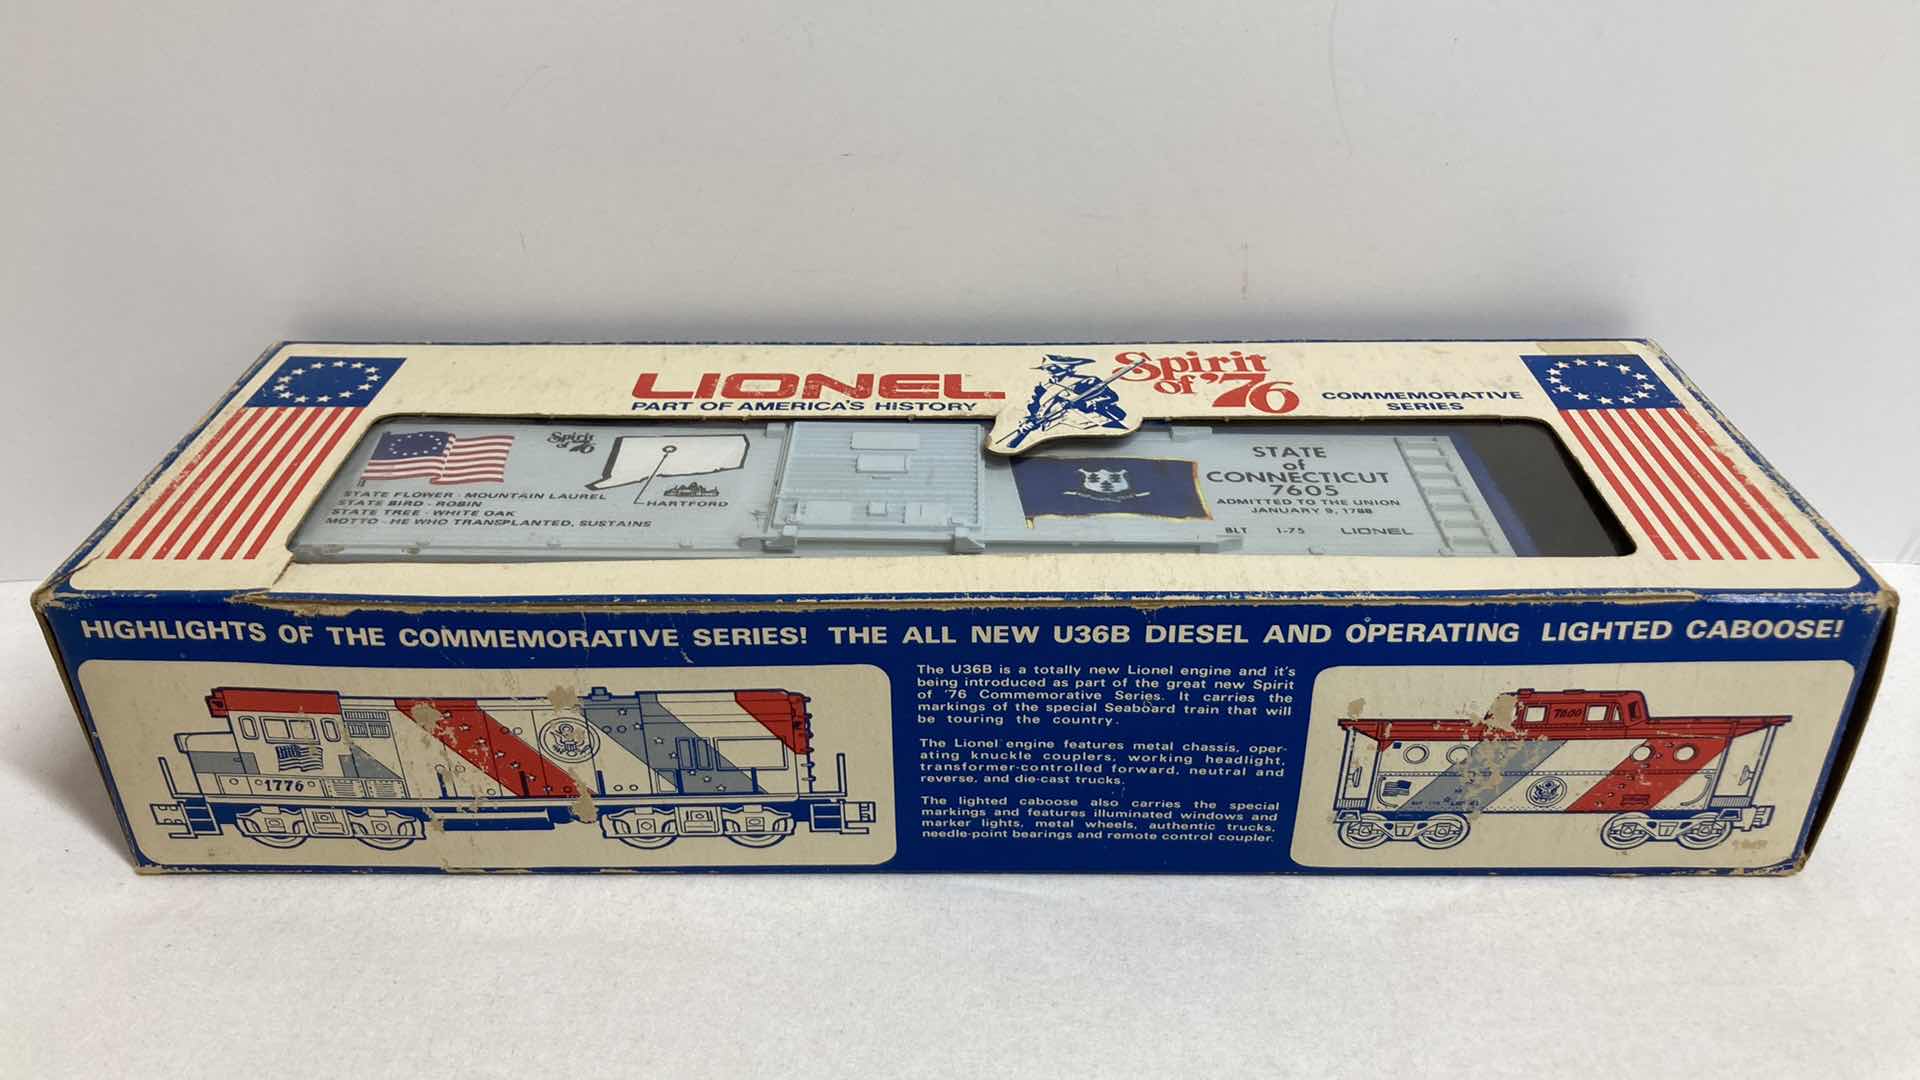 LIONEL
PART OF AMERICA'S HISTORY
Spirit
of '76
COMMEMORATIVE
SERIES
Spirit
of '76
STATE FLOWER - MOUNTAIN LAUREL
STATE BIRD - ROBIN
STATE TREE - WHITE OAK
MOTTO - HE WHO TRANSPLANTED, SUSTAINS
HARTFORD
STATE
of
CONNECTICUT
7605
ADMITTED TO THE UNION
JANUARY 9, 1788
BLT 1-75 LIONEL
HIGHLIGHTS OF THE COMMEMORATIVE SERIES! THE ALL NEW U36B DIESEL AND OPERATING LIGHTED CABOOSE!
1776
The U36B is a totally new Lionel engine and it's
being introduced as part of the great new Spirit
of '76 Commemorative Series. It carries the
markings of the special Seaboard train that will
be touring the country.
The Lionel engine features metal chassis, oper-
ating knuckle couplers, working headlight,
transformer-controlled forward, neutral and
reverse, and die-cast trucks.
The lighted caboose also carries the special
markings and features illuminated windows and
marker lights, metal wheels, authentic trucks,
needle-point bearings and remote control coupler.
7600